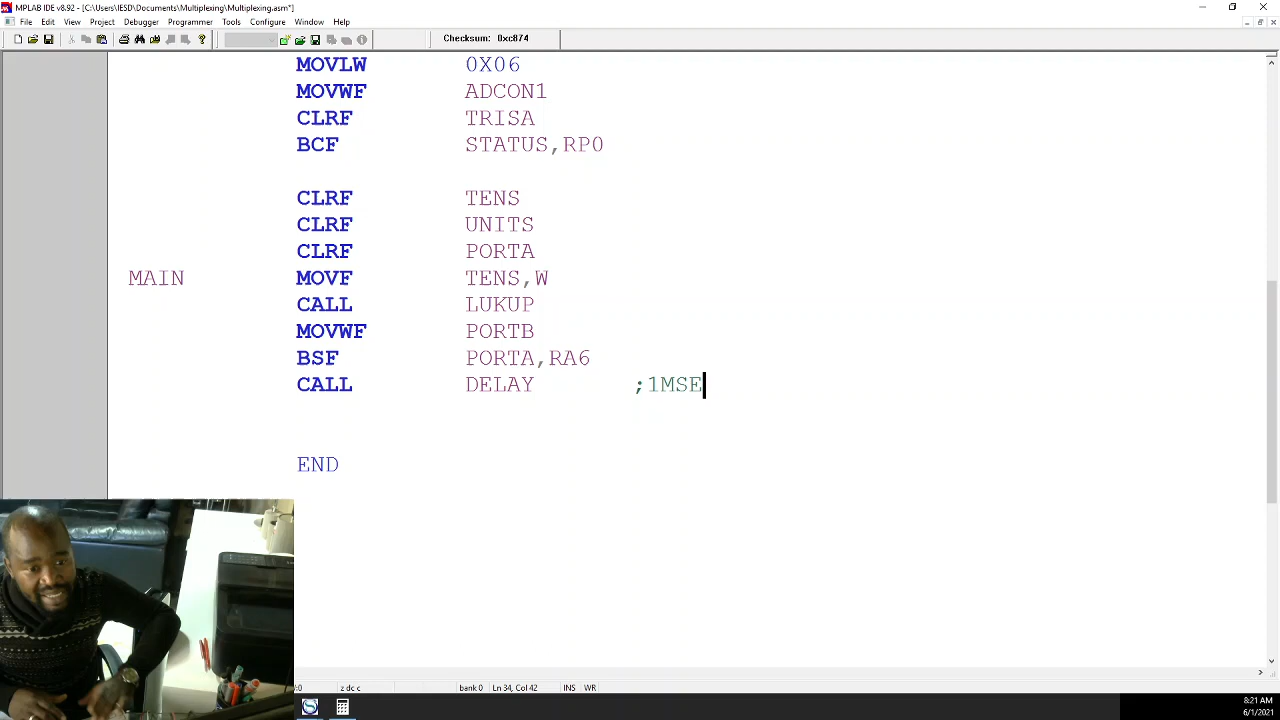 MPLAB IDE v8.92 - [C:\Users\IESD\Documents\Multiplexing\Multiplexing.asm*]
File Edit View Project Debugger Programmer Tools Configure Window Help
Checksum: 0xc874
MOVLW 0X06
MOVWF ADCON1
CLRF TRISA
BCF STATUS,RP0
CLRF TENS
CLRF UNITS
CLRF PORTA
MAIN MOVF TENS,W
CALL LUKUP
MOVWF PORTB
BSF PORTA,RA6
CALL DELAY ;1MSE
END
z dc c bank 0 Ln 34, Col 42 INS WR
8:21 AM
6/1/2021